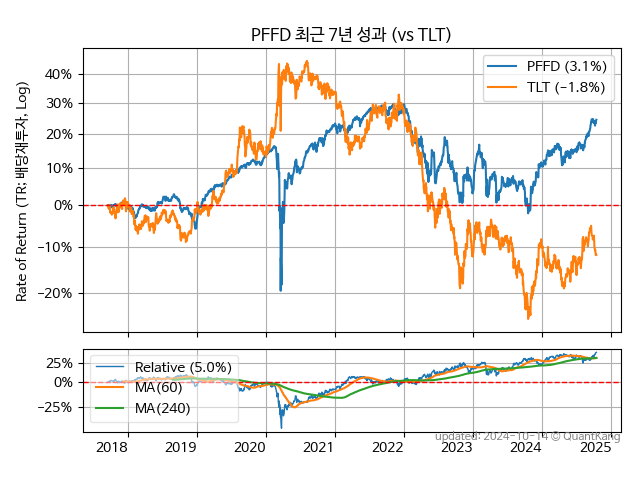 PFFD 최근 7년 성과 (vs TLT)
Rate of Return (TR; 배당재투자, Log)
40%
30%
20%
10%
0%
−10%
−20%
PFFD (3.1%)
TLT (−1.8%)
25%
0%
−25%
Relative (5.0%)
MA(60)
MA(240)
2018 2019 2020 2021 2022 2023 2024 2025
updated: 2024-10-14 © QuantKang